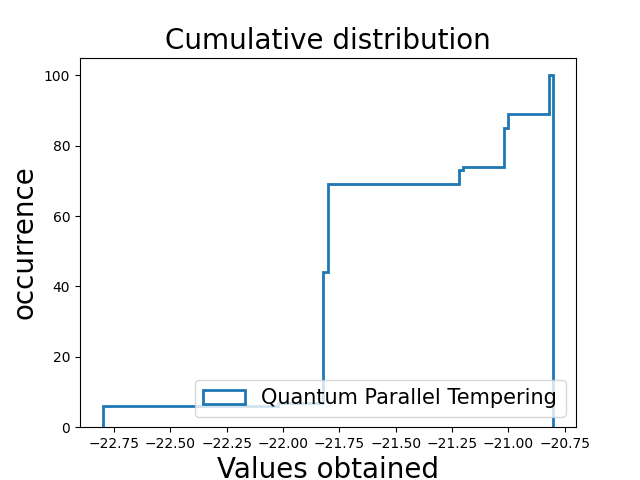 Cumulative distribution
occurrence
100
80
60
40
20
0
Quantum Parallel Tempering
−22.75 −22.50 −22.25 −22.00 −21.75 −21.50 −21.25 −21.00 −20.75
Values obtained